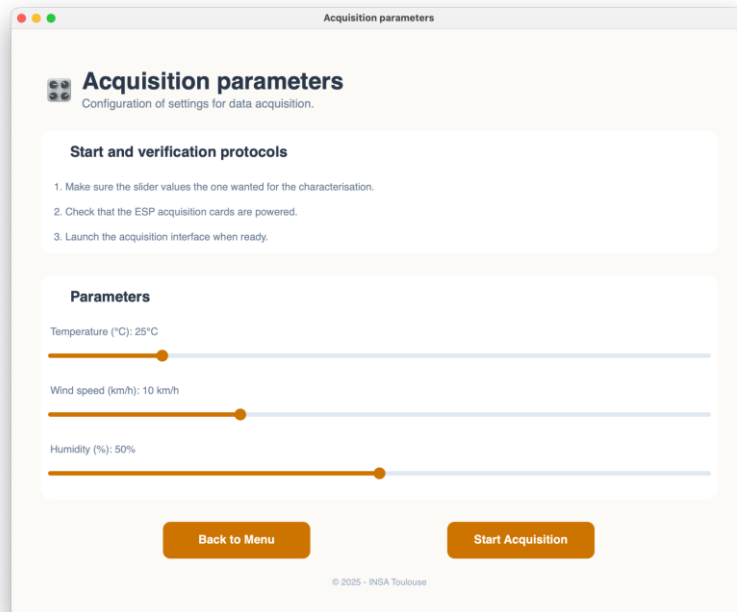 Acquisition parameters
Acquisition parameters
Configuration of settings for data acquisition.
Start and verification protocols
1. Make sure the slider values the one wanted for the characterisation.
2. Check that the ESP acquisition cards are powered.
3. Launch the acquisition interface when ready.
Parameters
Temperature (°C): 25°C
Wind speed (km/h): 10 km/h
Humidity (%): 50%
Back to Menu
Start Acquisition
© 2025 - INSA Toulouse